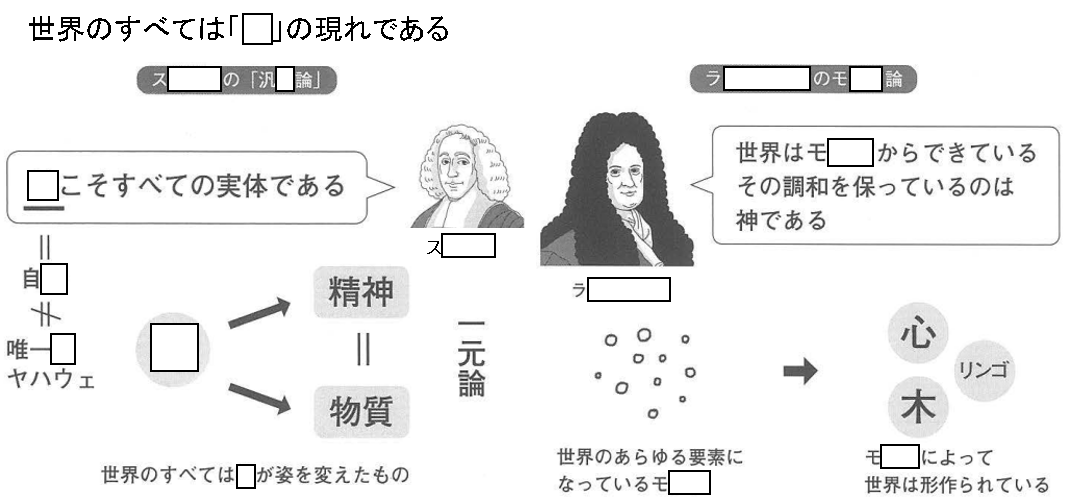 世界のすべては「□」の現れである
ス□の「汎□論」
□こそすべての実体である
ス□
||
自□
≠
唯一□
ヤハウェ
□
精神
||
物質
一元論
世界のすべては□が姿を変えたもの
ラ□のモ□論
世界はモ□からできている
その調和を保っているのは
神である
ラ□
世界のあらゆる要素に
なっているモ□
心
リンゴ
木
モ□によって
世界は形作られている